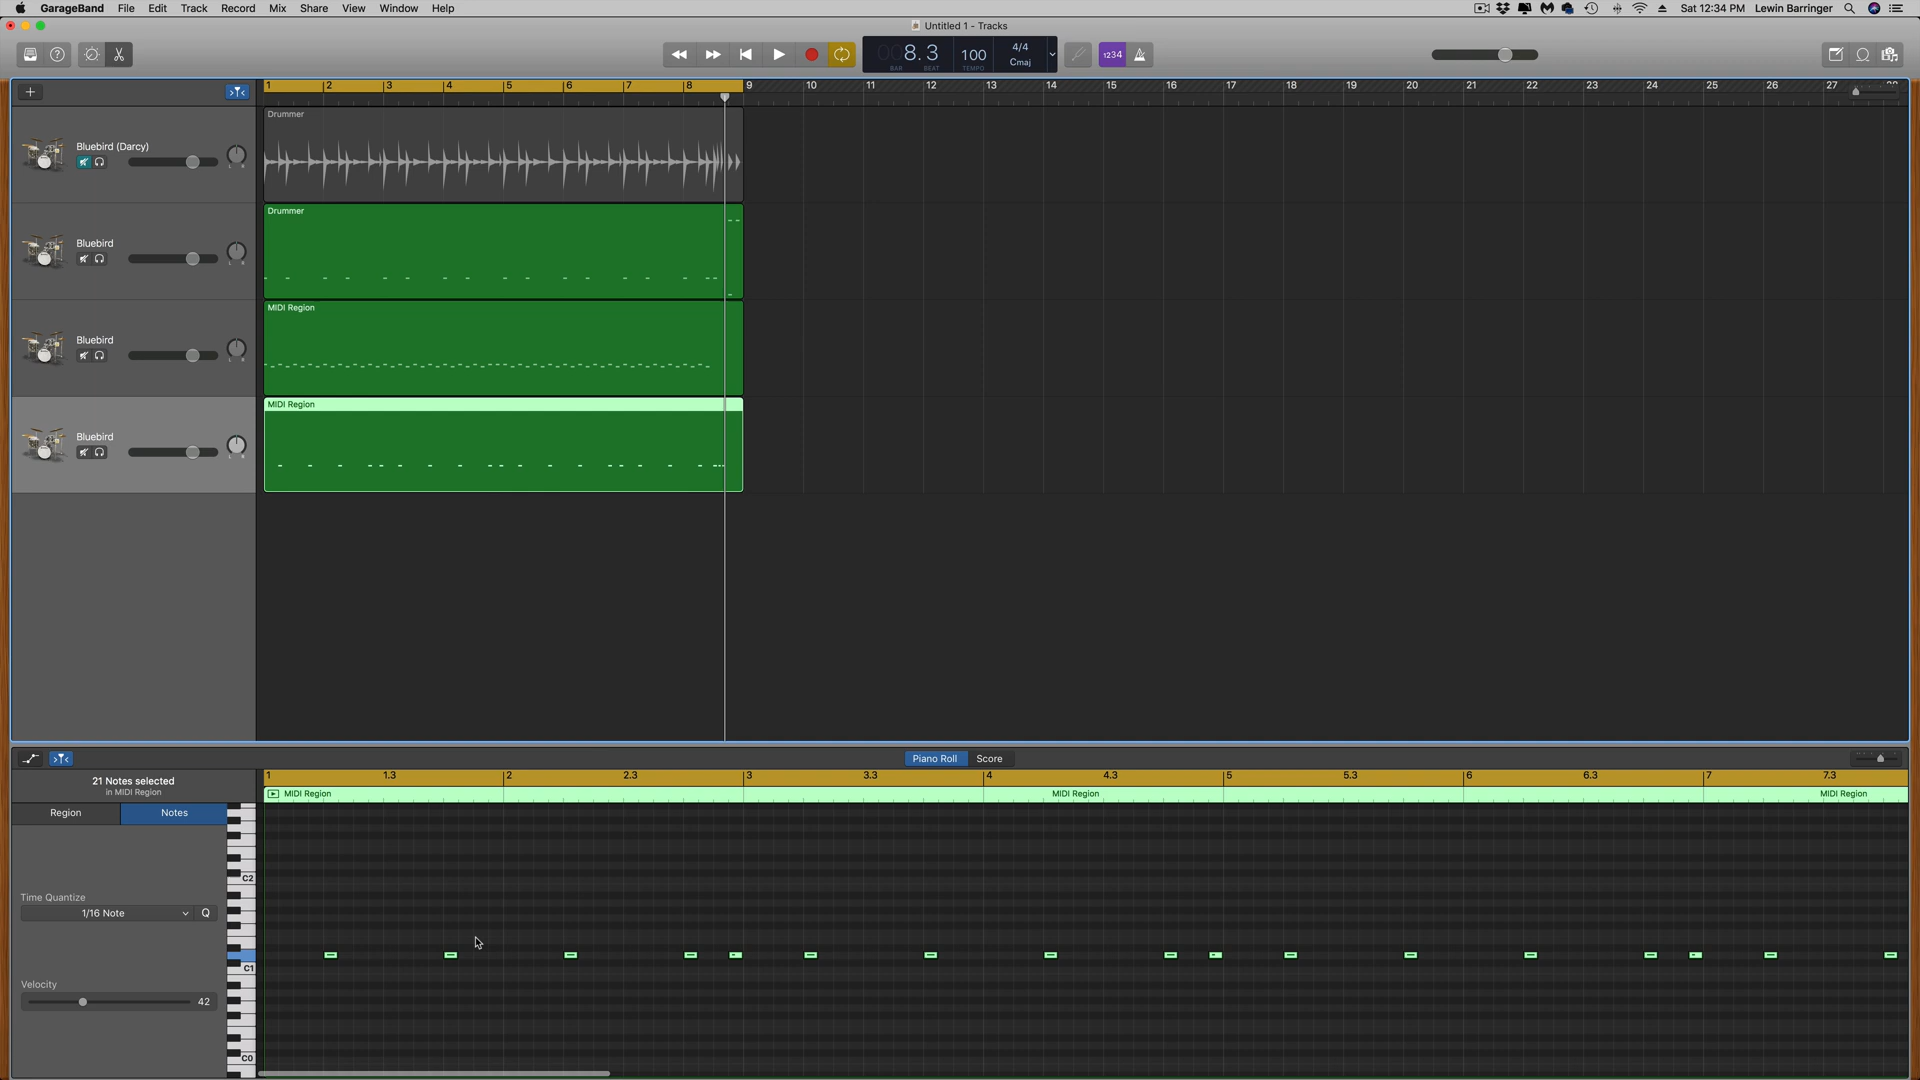 GarageBand File Edit Track Record Mix Share View Window Help Sat 12:34 PM Lewin Barringer
Untitled 1 - Tracks
008.3 100 4/4 1234
BAR BEAT TEMPO Cmaj
1 2 3 4 5 6 7 8 9 10 11 12 13 14 15 16 17 18 19 20 21 22 23 24 25 26 27
Drummer
Bluebird (Darcy)
L R
Drummer
Bluebird
L R
MIDI Region
Bluebird
L R
MIDI Region
Bluebird
L R
Piano Roll Score
21 Notes selected
in MIDI Region
1 1.3 2 2.3 3 3.3 4 4.3 5 5.3 6 6.3 7 7.3
MIDI Region MIDI Region MIDI Region
Region Notes
C2
Time Quantize
1/16 Note Q
C1
Velocity
42
C0